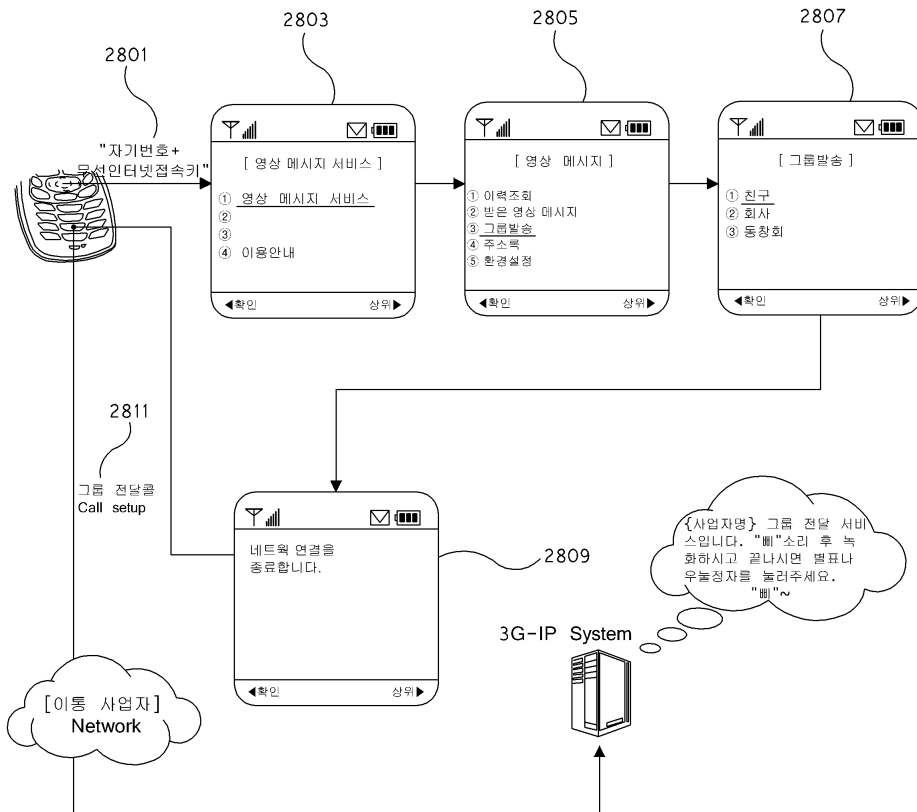 2803
2805
2807
2801
"자기번호+
무선인터넷접속키"
[ 영상 메시지 서비스 ]
① 영상 메시지 서비스
②
③
④ 이용안내
◀확인 상위▶
[ 영상 메시지 ]
① 이력조회
② 받은 영상 메시지
③ 그룹발송
④ 주소록
⑤ 환경설정
◀확인 상위▶
[ 그룹발송 ]
① 친구
② 회사
③ 동창회
◀확인 상위▶
2811
그룹 전달콜
Call setup
네트웍 연결을
종료합니다.
◀확인 상위▶
2809
{사업자명} 그룹 전달 서비
스입니다. "삐"소리 후 녹
화하시고 끝나시면 별표나
우물정자를 눌러주세요.
"삐"~
3G-IP System
[이통 사업자]
Network